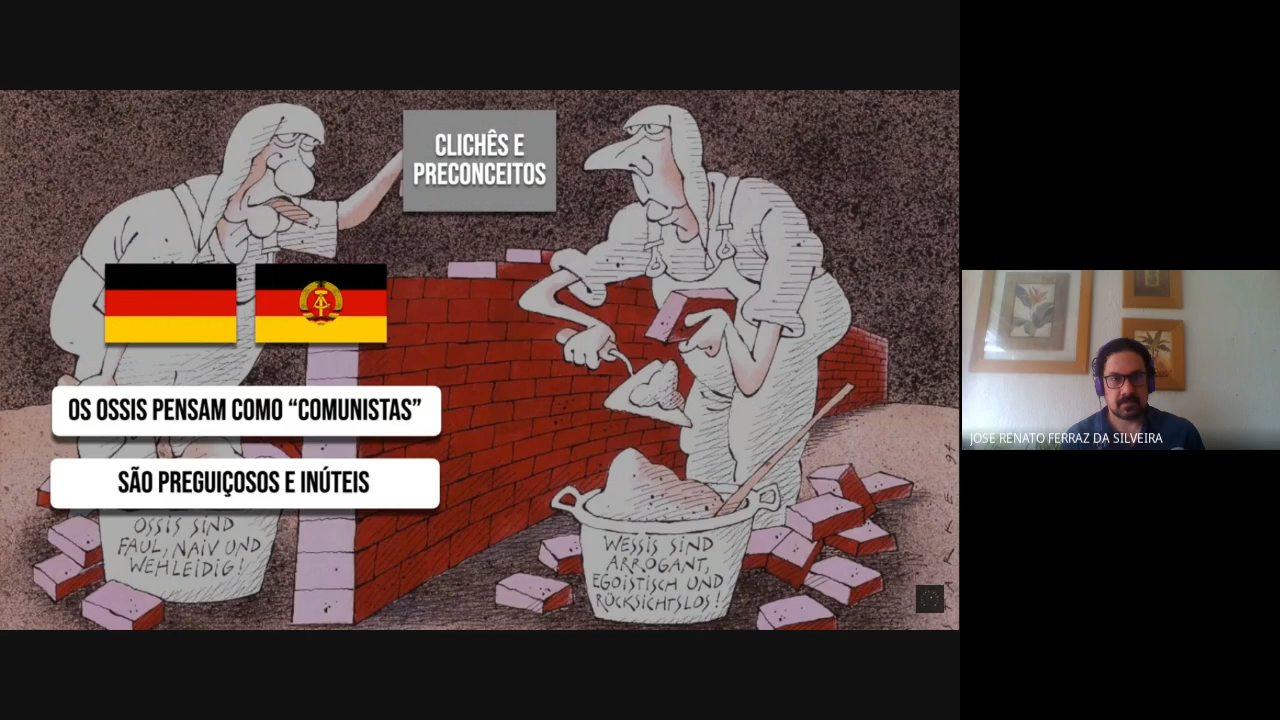 CLICHÊS E
PRECONCEITOS
OS OSSIS PENSAM COMO “COMUNISTAS”
SÃO PREGUIÇOSOS E INÚTEIS
OSSIS SIND
FAUL, NAIV UND
WEHLEIDIG!
WESSIS SIND
ARROGANT,
EGOISTISCH UND
RÜCKSICHTSLOS!
JOSE RENATO FERRAZ DA SILVEIRA